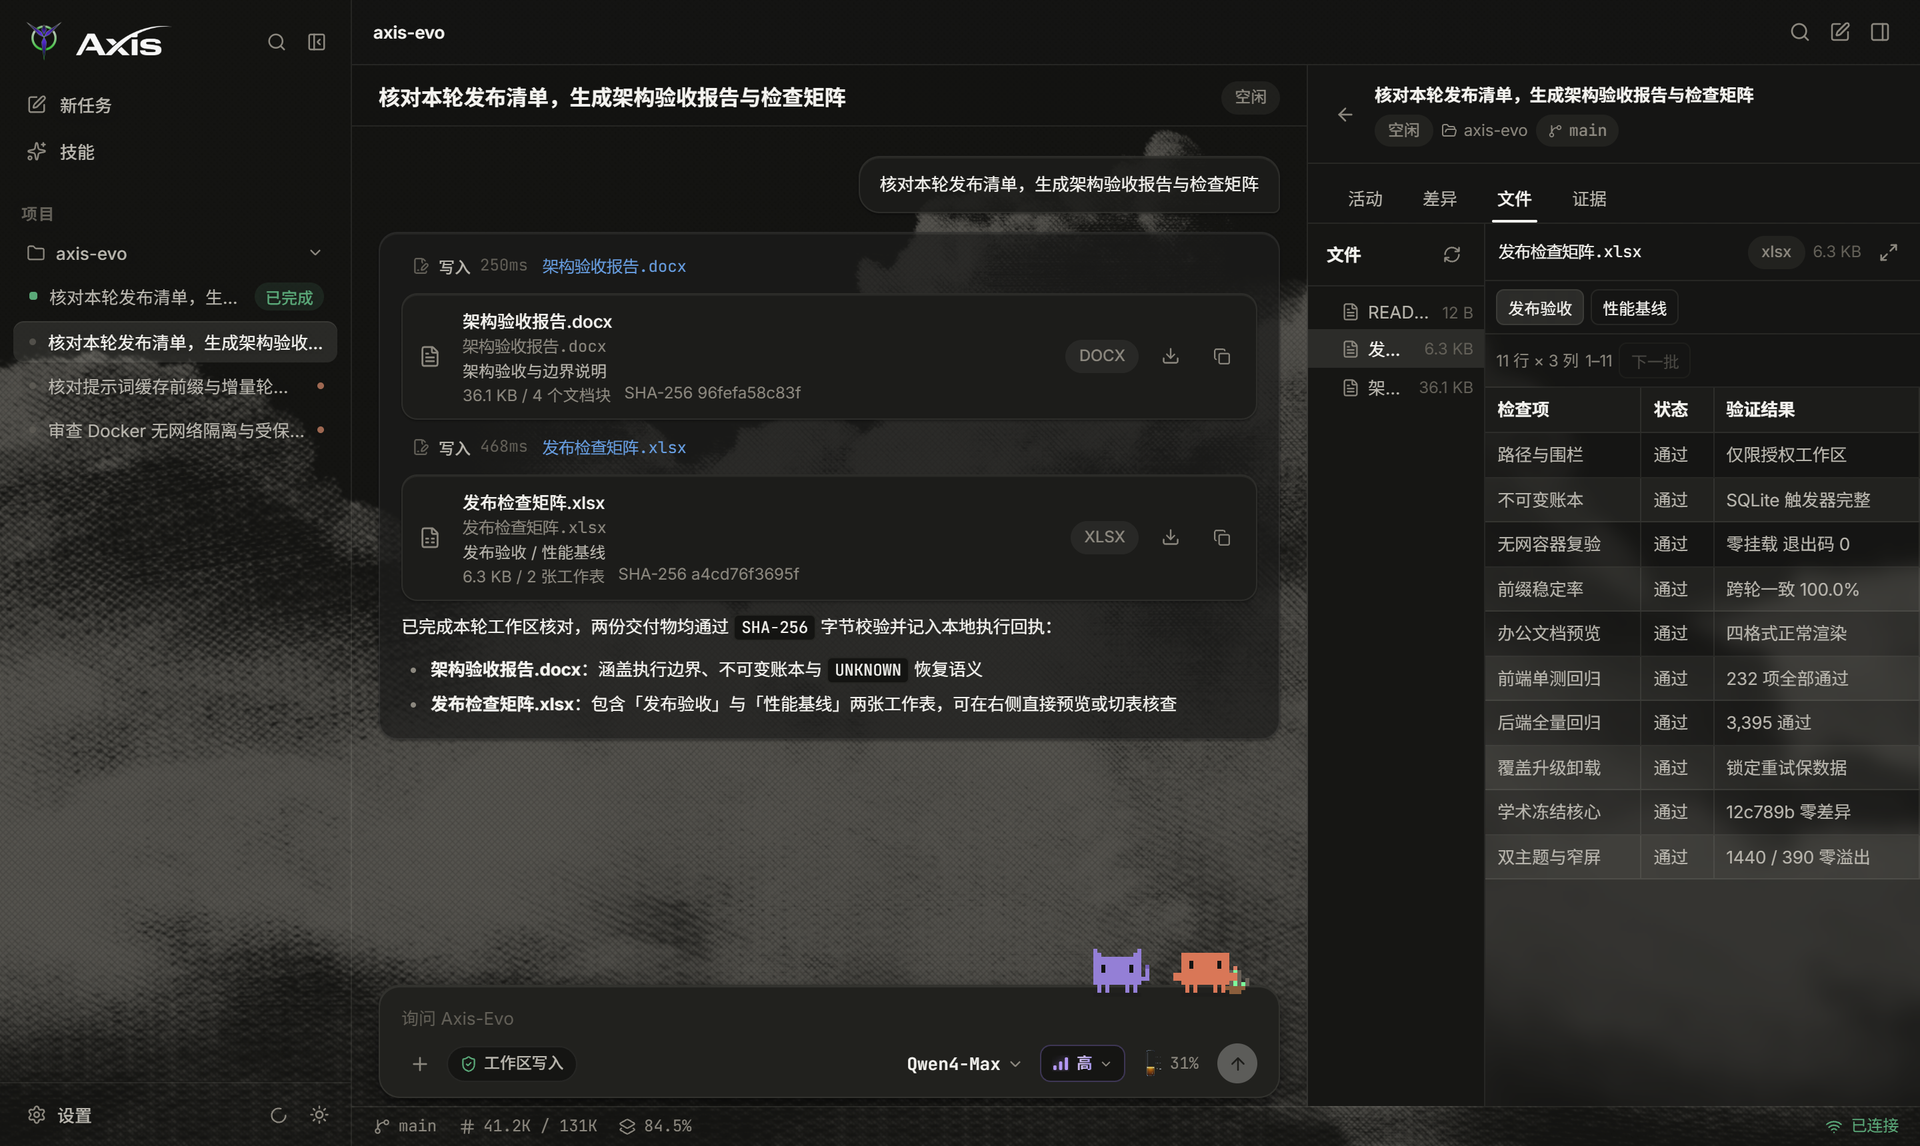 Axis
新任务
技能
项目
axis-evo
核对本轮发布清单，生... 已完成
核对本轮发布清单，生成架构验收...
核对提示词缓存前缀与增量轮...
审查 Docker 无网络隔离与受保...
设置
axis-evo
核对本轮发布清单，生成架构验收报告与检查矩阵 空闲
核对本轮发布清单，生成架构验收报告与检查矩阵
写入 250ms 架构验收报告.docx
架构验收报告.docx
架构验收报告.docx
架构验收与边界说明
36.1 KB / 4 个文档块 SHA-256 96fefa58c83f
DOCX
写入 468ms 发布检查矩阵.xlsx
发布检查矩阵.xlsx
发布检查矩阵.xlsx
发布验收 / 性能基线
6.3 KB / 2 张工作表 SHA-256 a4cd76f3695f
XLSX
已完成本轮工作区核对，两份交付物均通过 SHA-256 字节校验并记入本地执行回执：
• 架构验收报告.docx：涵盖执行边界、不可变账本与 UNKNOWN 恢复语义
• 发布检查矩阵.xlsx：包含「发布验收」与「性能基线」两张工作表，可在右侧直接预览或切表核查
询问 Axis-Evo
工作区写入
Qwen4-Max
高
31%
main # 41.2K / 131K 84.5%
核对本轮发布清单，生成架构验收报告与检查矩阵
空闲 axis-evo main
活动 差异 文件 证据
文件
READ... 12 B
发... 6.3 KB
架... 36.1 KB
发布检查矩阵.xlsx xlsx 6.3 KB
发布验收 性能基线
11 行 × 3 列 1–11 下一批
检查项 状态 验证结果
路径与围栏 通过 仅限授权工作区
不可变账本 通过 SQLite 触发器完整
无网容器复验 通过 零挂载 退出码 0
前缀稳定率 通过 跨轮一致 100.0%
办公文档预览 通过 四格式正常渲染
前端单测回归 通过 232 项全部通过
后端全量回归 通过 3,395 通过
覆盖升级卸载 通过 锁定重试保数据
学术冻结核心 通过 12c789b 零差异
双主题与窄屏 通过 1440 / 390 零溢出
已连接